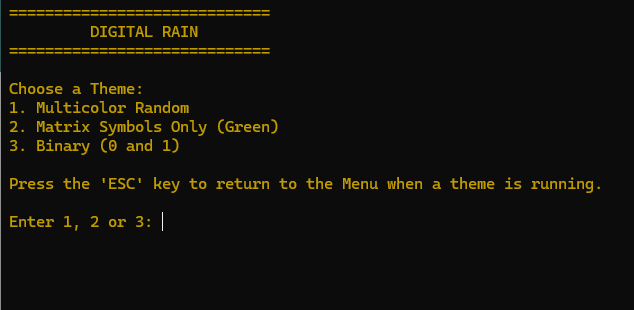 =============================
DIGITAL RAIN
=============================
Choose a Theme:
1. Multicolor Random
2. Matrix Symbols Only (Green)
3. Binary (0 and 1)
Press the 'ESC' key to return to the Menu when a theme is running.
Enter 1, 2 or 3: